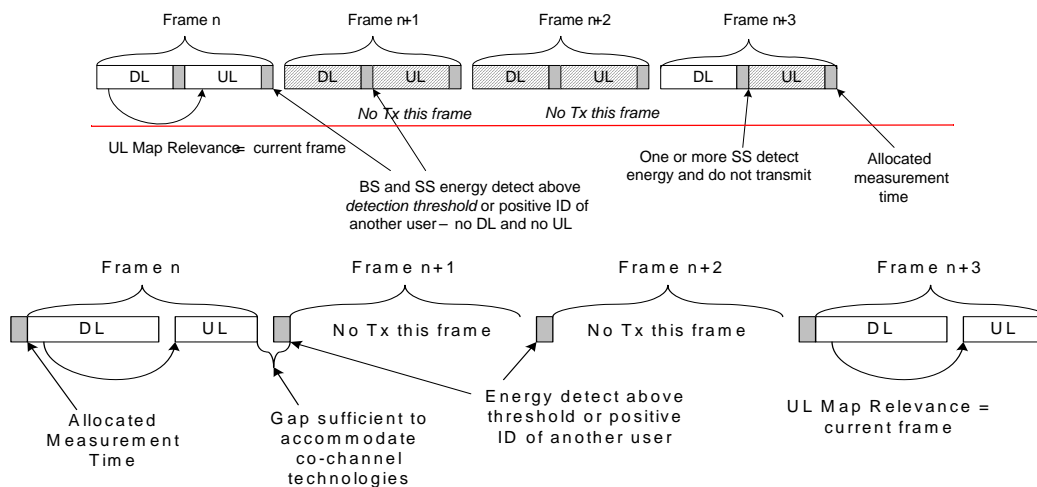 Frame n
Frame n+1
Frame n+2
Frame n+3
DL
UL
DL
UL
DL
UL
DL
UL
No Tx this frame
No Tx this frame
UL Map Relevance = current frame
BS and SS energy detect above
detection threshold or positive ID of
another user – no DL and no UL
One or more SS detect
energy and do not transmit
Allocated
measurement
time
Frame n
Frame n+1
Frame n+2
Frame n+3
DL
UL
No Tx this frame
No Tx this frame
DL
UL
Allocated
Measurement
Time
Gap sufficient to
accommodate
co-channel
technologies
Energy detect above
threshold or positive
ID of another user
UL Map Relevance =
current frame